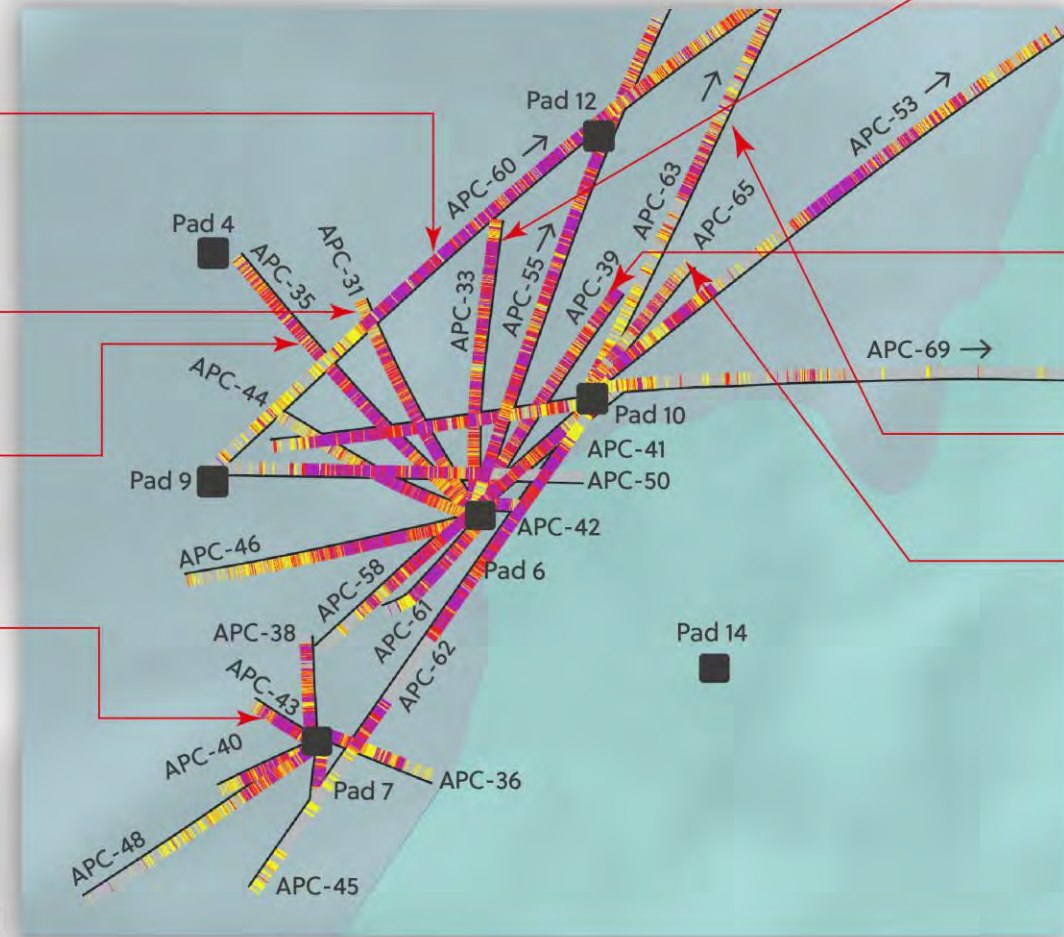 Pad 12
APC-53 →
APC-60 →
APC-63 →
APC-65
Pad 4
APC-35
APC-31
APC-33
APC-55 →
APC-39
APC-69 →
APC-44
Pad 10
APC-41
Pad 9
APC-50
APC-42
APC-46
Pad 6
APC-58
APC-61
Pad 14
APC-38
APC-62
APC-43
APC-40
Pad 7
APC-36
APC-48
APC-45